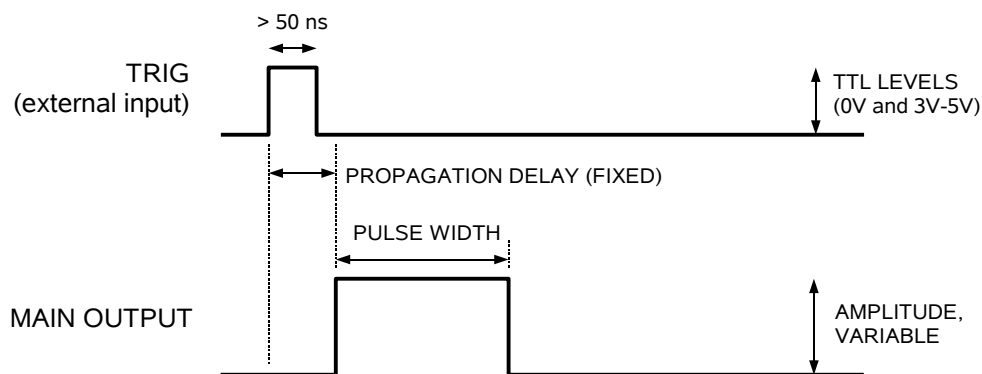 > 50 ns
TRIG
(external input)
TTL LEVELS
(0V and 3V-5V)
PROPAGATION DELAY (FIXED)
PULSE WIDTH
MAIN OUTPUT
AMPLITUDE,
VARIABLE